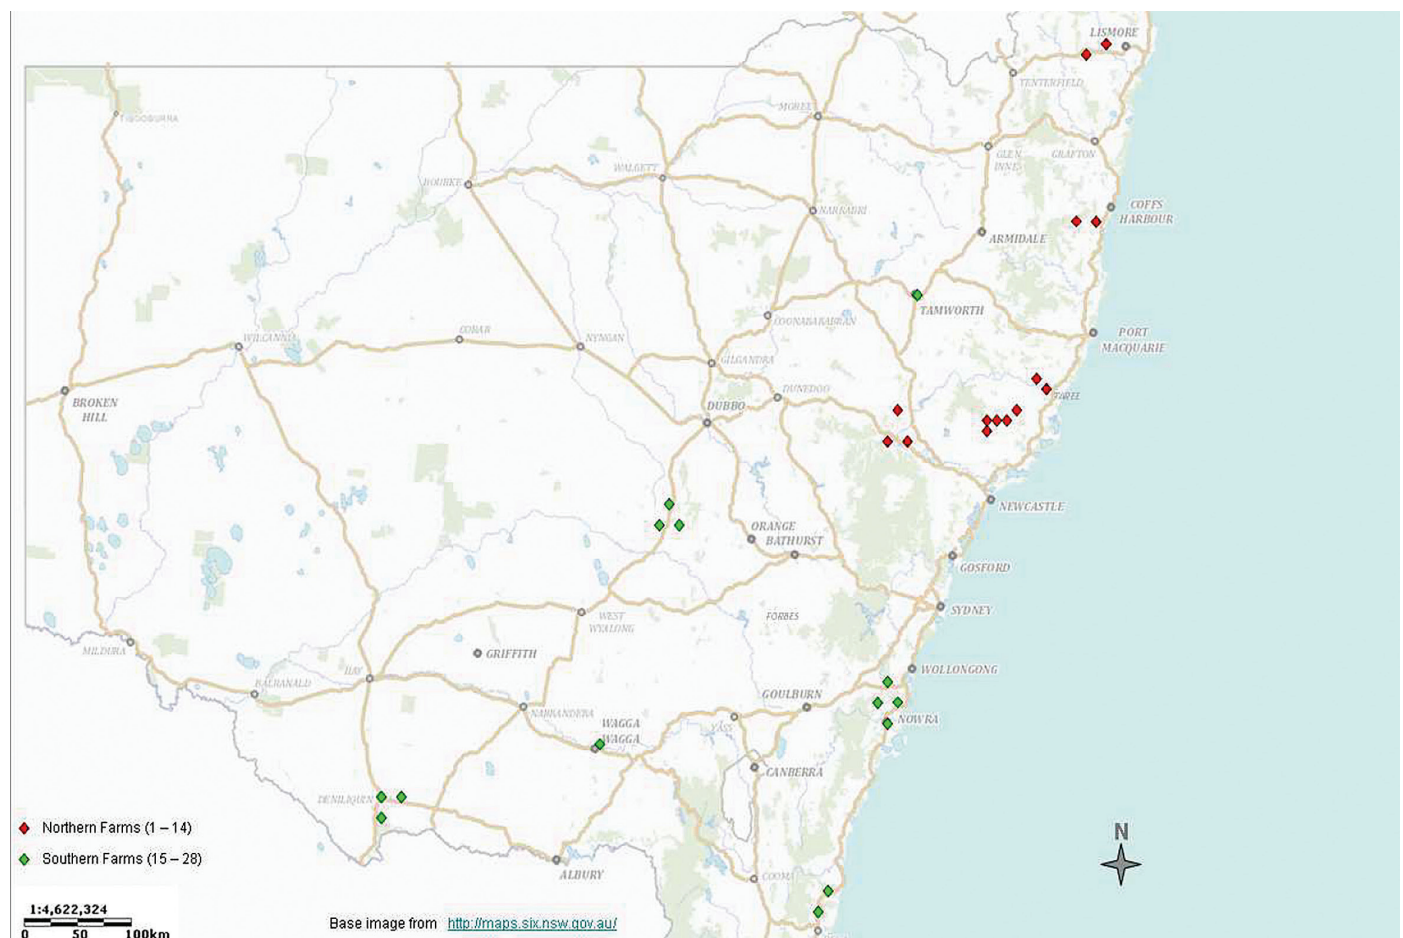 LISMORE
TENTERFIELD
TIBOOBURRA
MOREE
GLEN
INNES
GRAFTON
WALGETT
BOURKE
NARRABRI
COFFS
HARBOUR
ARMIDALE
TAMWORTH
COONABARABRAN
WILCANNIA
COBAR
NYNGAN
PORT
MACQUARIE
GILGANDRA
DUNEDOO
BROKEN
HILL
DUBBO
TAREE
NEWCASTLE
ORANGE
BATHURST
GOSFORD
SYDNEY
WEST
WYALONG
FORBES
MILDURA
GRIFFITH
HAY
BALRANALD
WOLLONGONG
GOULBURN
NARRANDERA
NOWRA
WAGGA
WAGGA
YASS
CANBERRA
DENILIQUIN
Northern Farms (1 – 14)
Southern Farms (15 – 28)
ALBURY
COOMA
N
1:4,622,324
0 50 100km
Base image from http://maps.six.nsw.gov.au/